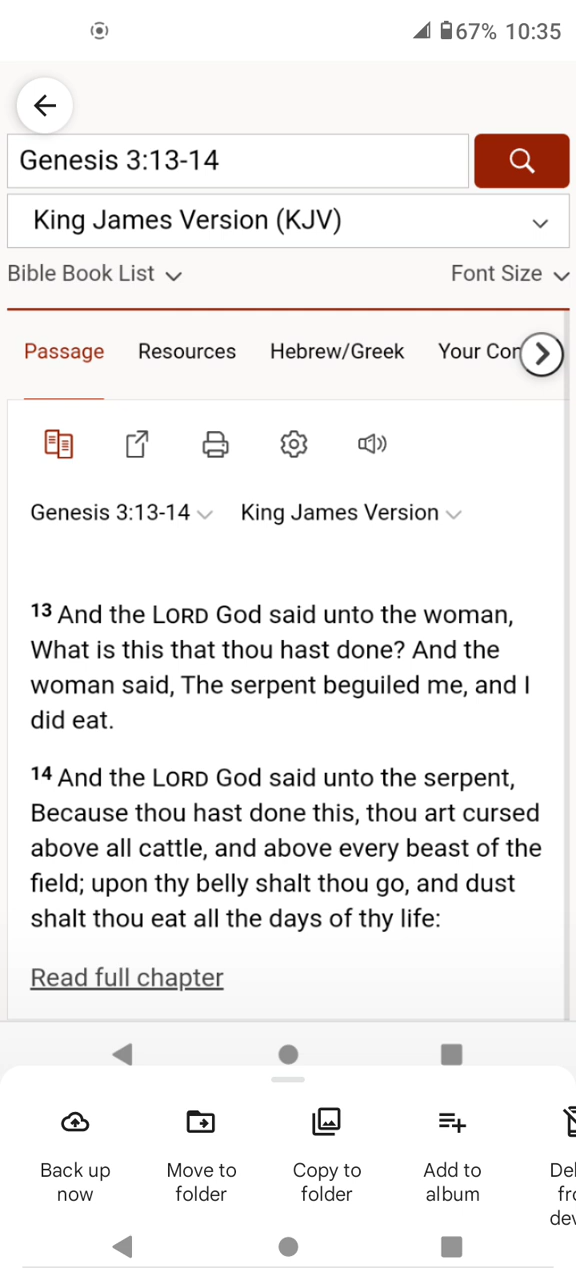 67% 10:35
Genesis 3:13-14
King James Version (KJV)
Bible Book List
Font Size
Passage Resources Hebrew/Greek Your Cor
Genesis 3:13-14 King James Version
13 And the LORD God said unto the woman,
What is this that thou hast done? And the
woman said, The serpent beguiled me, and I
did eat.
14 And the LORD God said unto the serpent,
Because thou hast done this, thou art cursed
above all cattle, and above every beast of the
field; upon thy belly shalt thou go, and dust
shalt thou eat all the days of thy life:
Read full chapter
Back up
now
Move to
folder
Copy to
folder
Add to
album